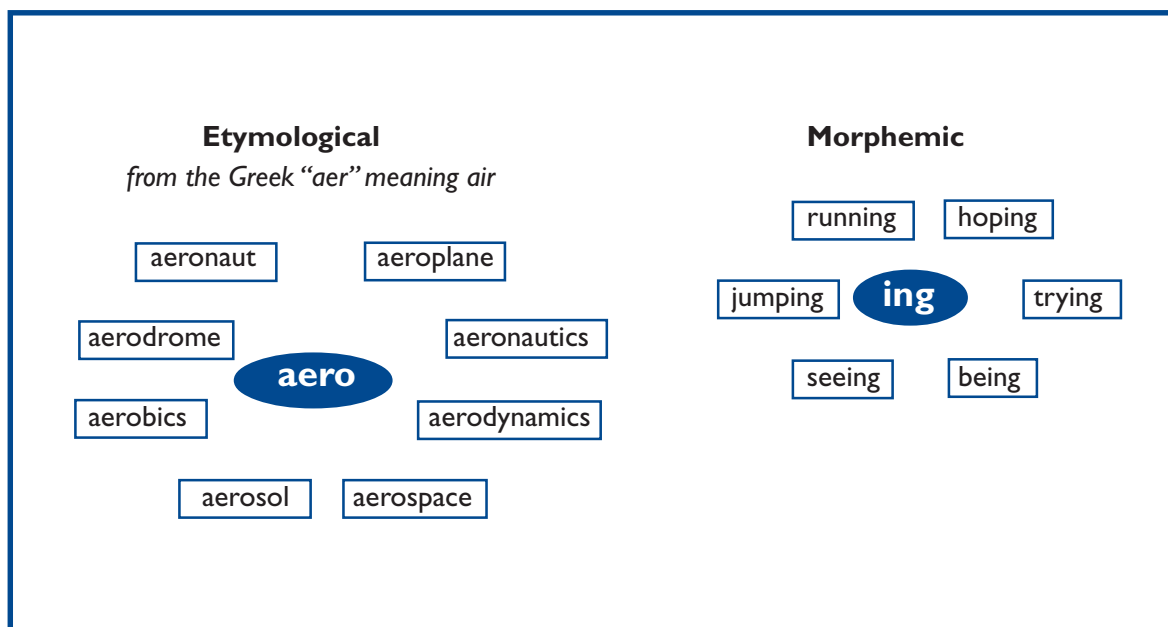 Etymological
from the Greek “aer” meaning air
aeronaut
aeroplane
aerodrome
aeronautics
aero
aerobics
aerodynamics
aerosol
aerospace
Morphemic
running
hoping
jumping
ing
trying
seeing
being